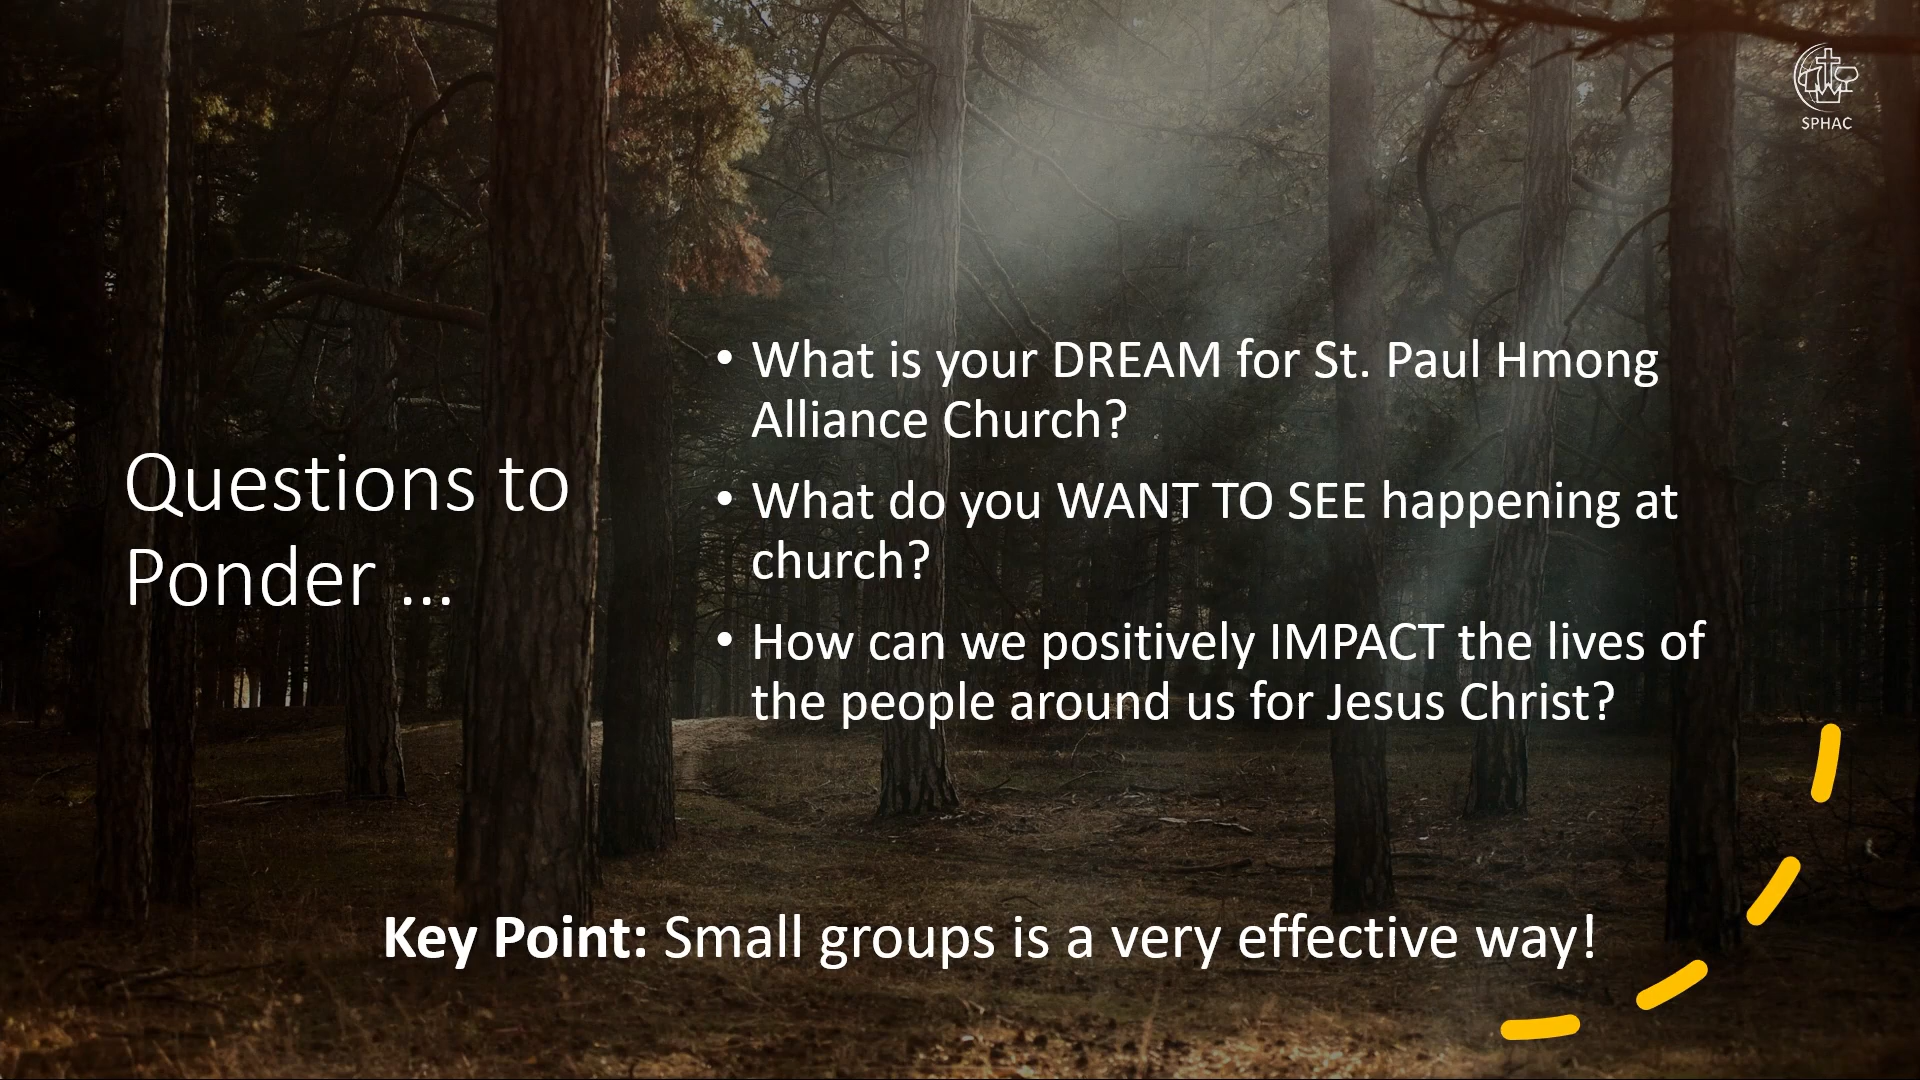 SPHAC
Questions to
Ponder ...
• What is your DREAM for St. Paul Hmong
Alliance Church?
• What do you WANT TO SEE happening at
church?
• How can we positively IMPACT the lives of
the people around us for Jesus Christ?
Key Point: Small groups is a very effective way!